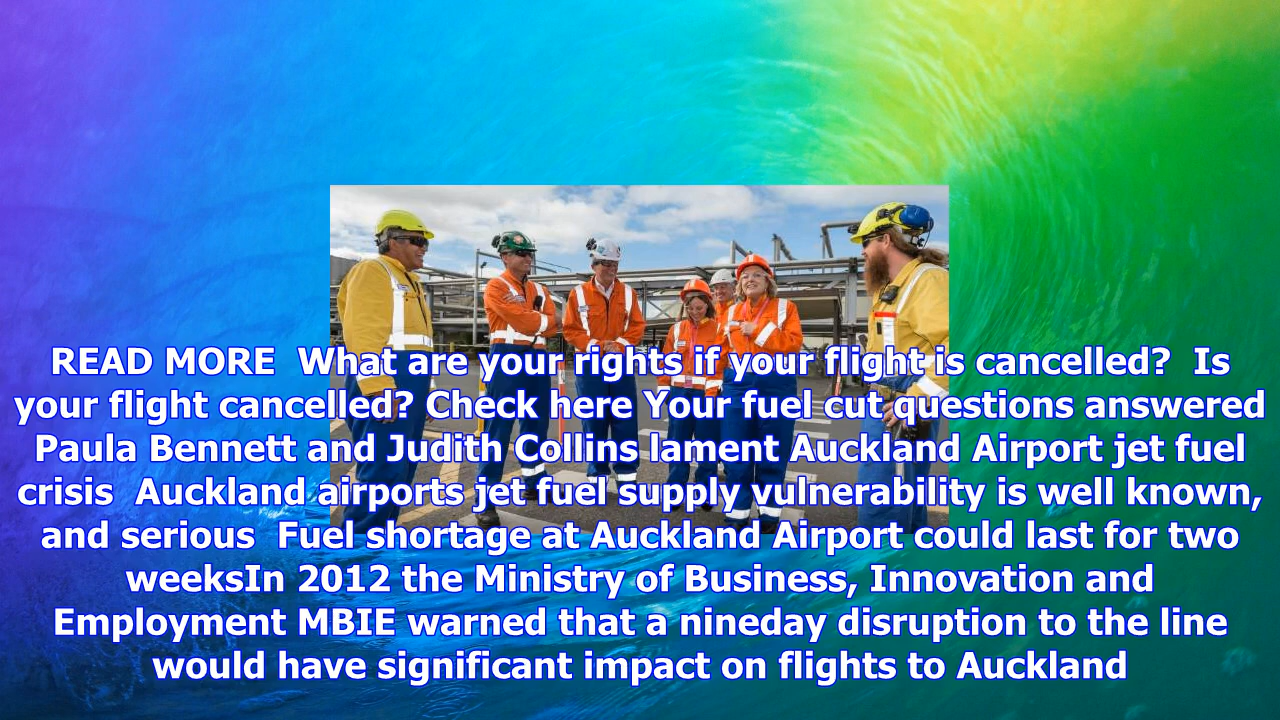 READ MORE  What are your rights if your flight is cancelled?  Is
your flight cancelled? Check here Your fuel cut questions answered
Paula Bennett and Judith Collins lament Auckland Airport jet fuel
crisis  Auckland airports jet fuel supply vulnerability is well known,
and serious  Fuel shortage at Auckland Airport could last for two
weeksIn 2012 the Ministry of Business, Innovation and
Employment MBIE warned that a nineday disruption to the line
would have significant impact on flights to Auckland